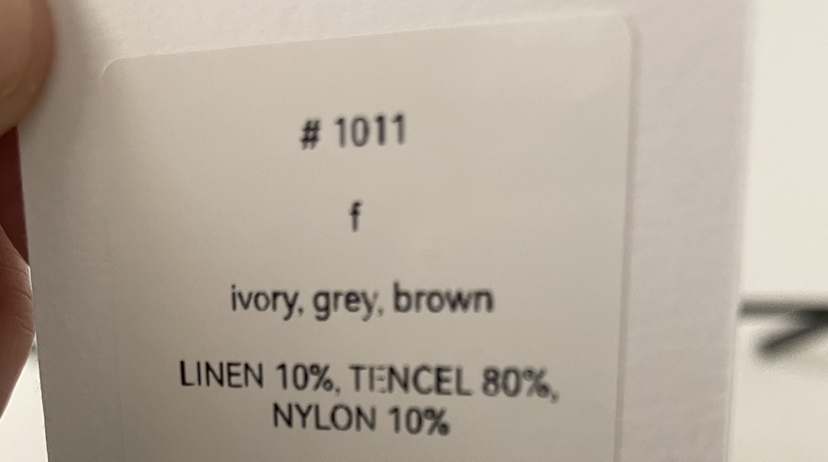 # 1011
f
ivory, grey, brown
LINEN 10%, TENCEL 80%,
NYLON 10%